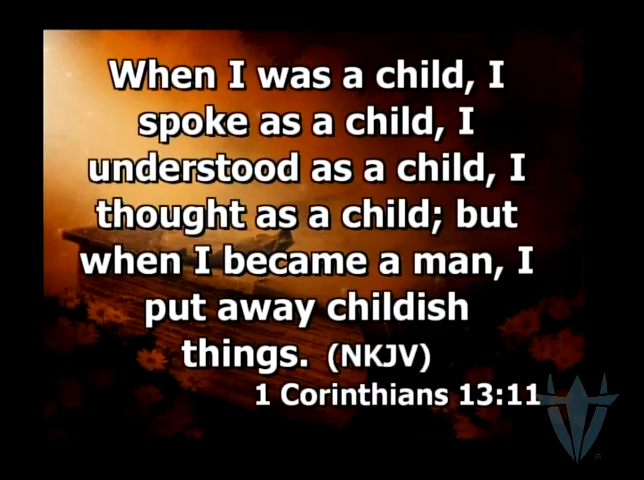 When I was a child, I
spoke as a child, I
understood as a child, I
thought as a child; but
when I became a man, I
put away childish
things. (NKJV)
1 Corinthians 13:11
®